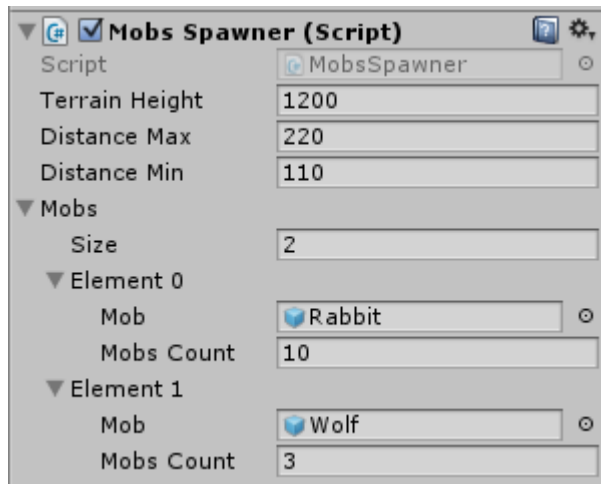 Mobs Spawner (Script)
Script MobsSpawner
Terrain Height 1200
Distance Max 220
Distance Min 110
Mobs
Size 2
Element 0
Mob Rabbit
Mobs Count 10
Element 1
Mob Wolf
Mobs Count 3